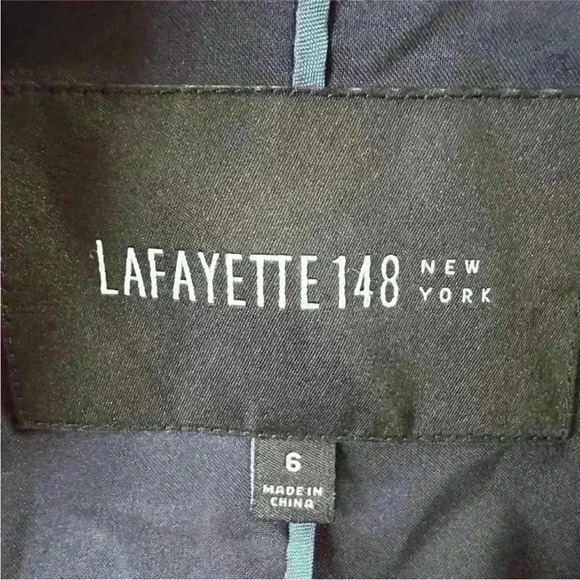 LAFAYETTE 148 NEW YORK
6
MADE IN
CHINA